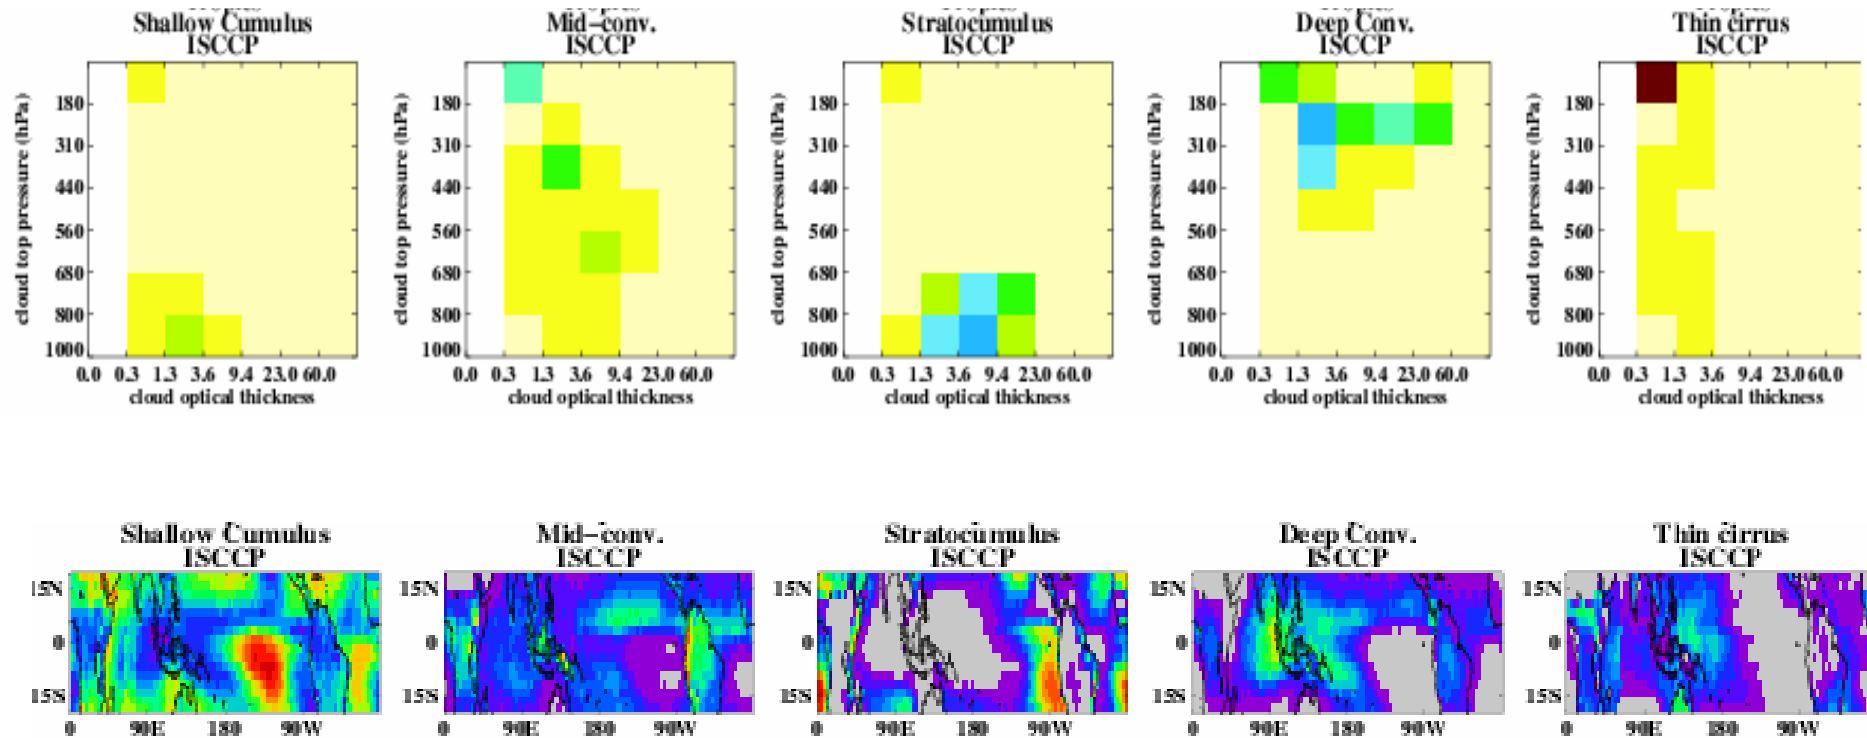 Shallow Cumulus
ISCCP
cloud top pressure (hPa)
180
310
440
560
680
800
1000
0.0 0.3 1.3 3.6 9.4 23.0 60.0
cloud optical thickness
Mid-conv.
ISCCP
cloud top pressure (hPa)
180
310
440
560
680
800
1000
0.0 0.3 1.3 3.6 9.4 23.0 60.0
cloud optical thickness
Stratocumulus
ISCCP
cloud top pressure (hPa)
180
310
440
560
680
800
1000
0.0 0.3 1.3 3.6 9.4 23.0 60.0
cloud optical thickness
Deep Conv.
ISCCP
cloud top pressure (hPa)
180
310
440
560
680
800
1000
0.0 0.3 1.3 3.6 9.4 23.0 60.0
cloud optical thickness
Thin cirrus
ISCCP
cloud top pressure (hPa)
180
310
440
560
680
800
1000
0.0 0.3 1.3 3.6 9.4 23.0 60.0
cloud optical thickness
Shallow Cumulus
ISCCP
15N
0
15S
0 90E 180 90W
Mid-conv.
ISCCP
15N
0
15S
0 90E 180 90W
Stratocumulus
ISCCP
15N
0
15S
0 90E 180 90W
Deep Conv.
ISCCP
15N
0
15S
0 90E 180 90W
Thin cirrus
ISCCP
15N
0
15S
0 90E 180 90W